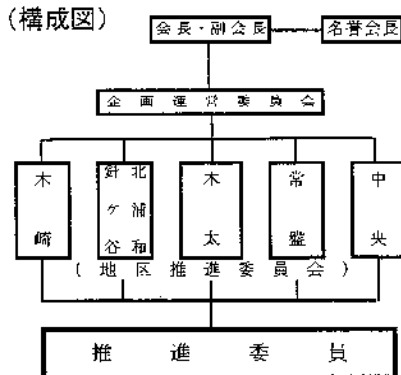 (構成図)
会長・副会長
名誉会長
企画運営委員会
木崎
北浦和
針ヶ谷
木太
常盤
中央
(地区推進委員会)
推進委員